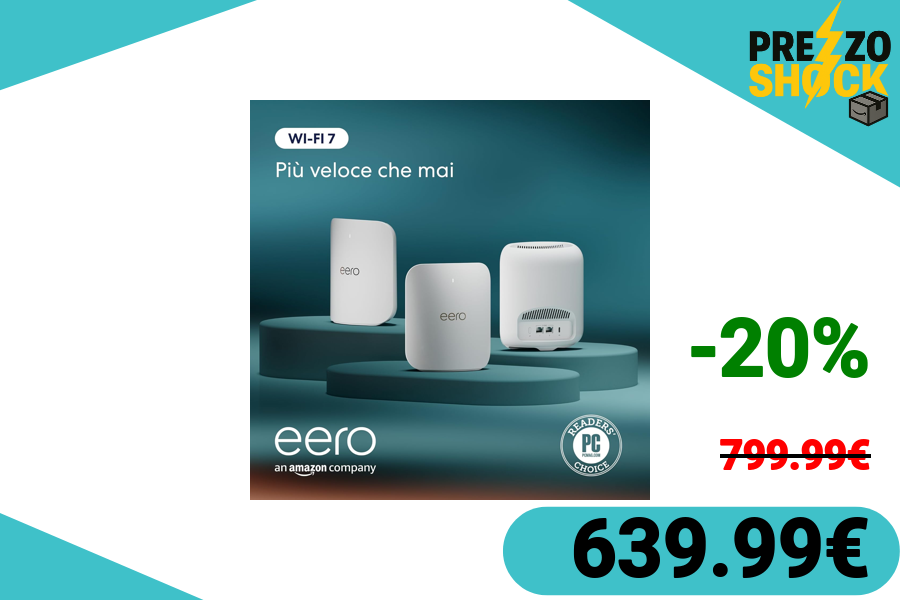 PREZZO
SHOCK
WI-FI 7
Più veloce che mai
eero
eero
eero
an amazon company
READERS'
PC
PCMAG.COM
CHOICE
-20%
799.99€
639.99€